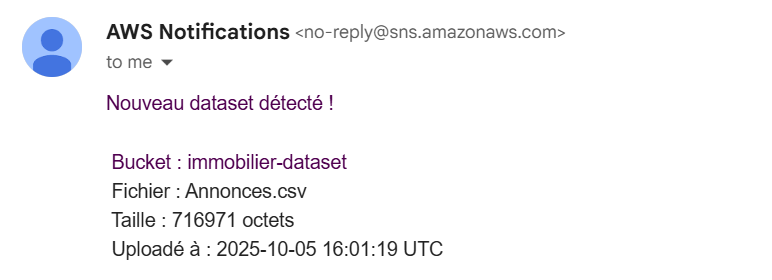 AWS Notifications <no-reply@sns.amazonaws.com>
to me
Nouveau dataset détecté !
Bucket : immobilier-dataset
Fichier : Annonces.csv
Taille : 716971 octets
Uploadé à : 2025-10-05 16:01:19 UTC